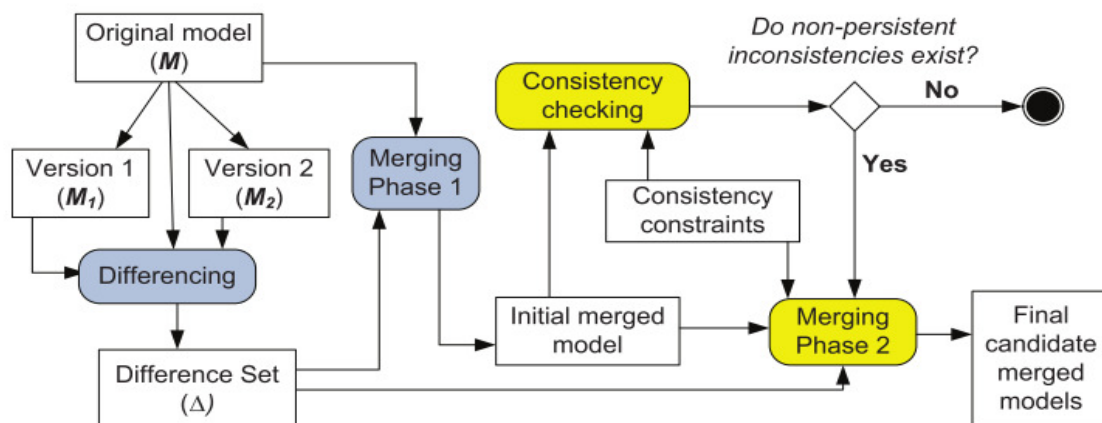 Original model
(M)
Version 1
(M1)
Version 2
(M2)
Differencing
Difference Set
(Δ)
Merging
Phase 1
Consistency
checking
Do non-persistent
inconsistencies exist?
No
Yes
Consistency
constraints
Initial merged
model
Merging
Phase 2
Final
candidate
merged
models